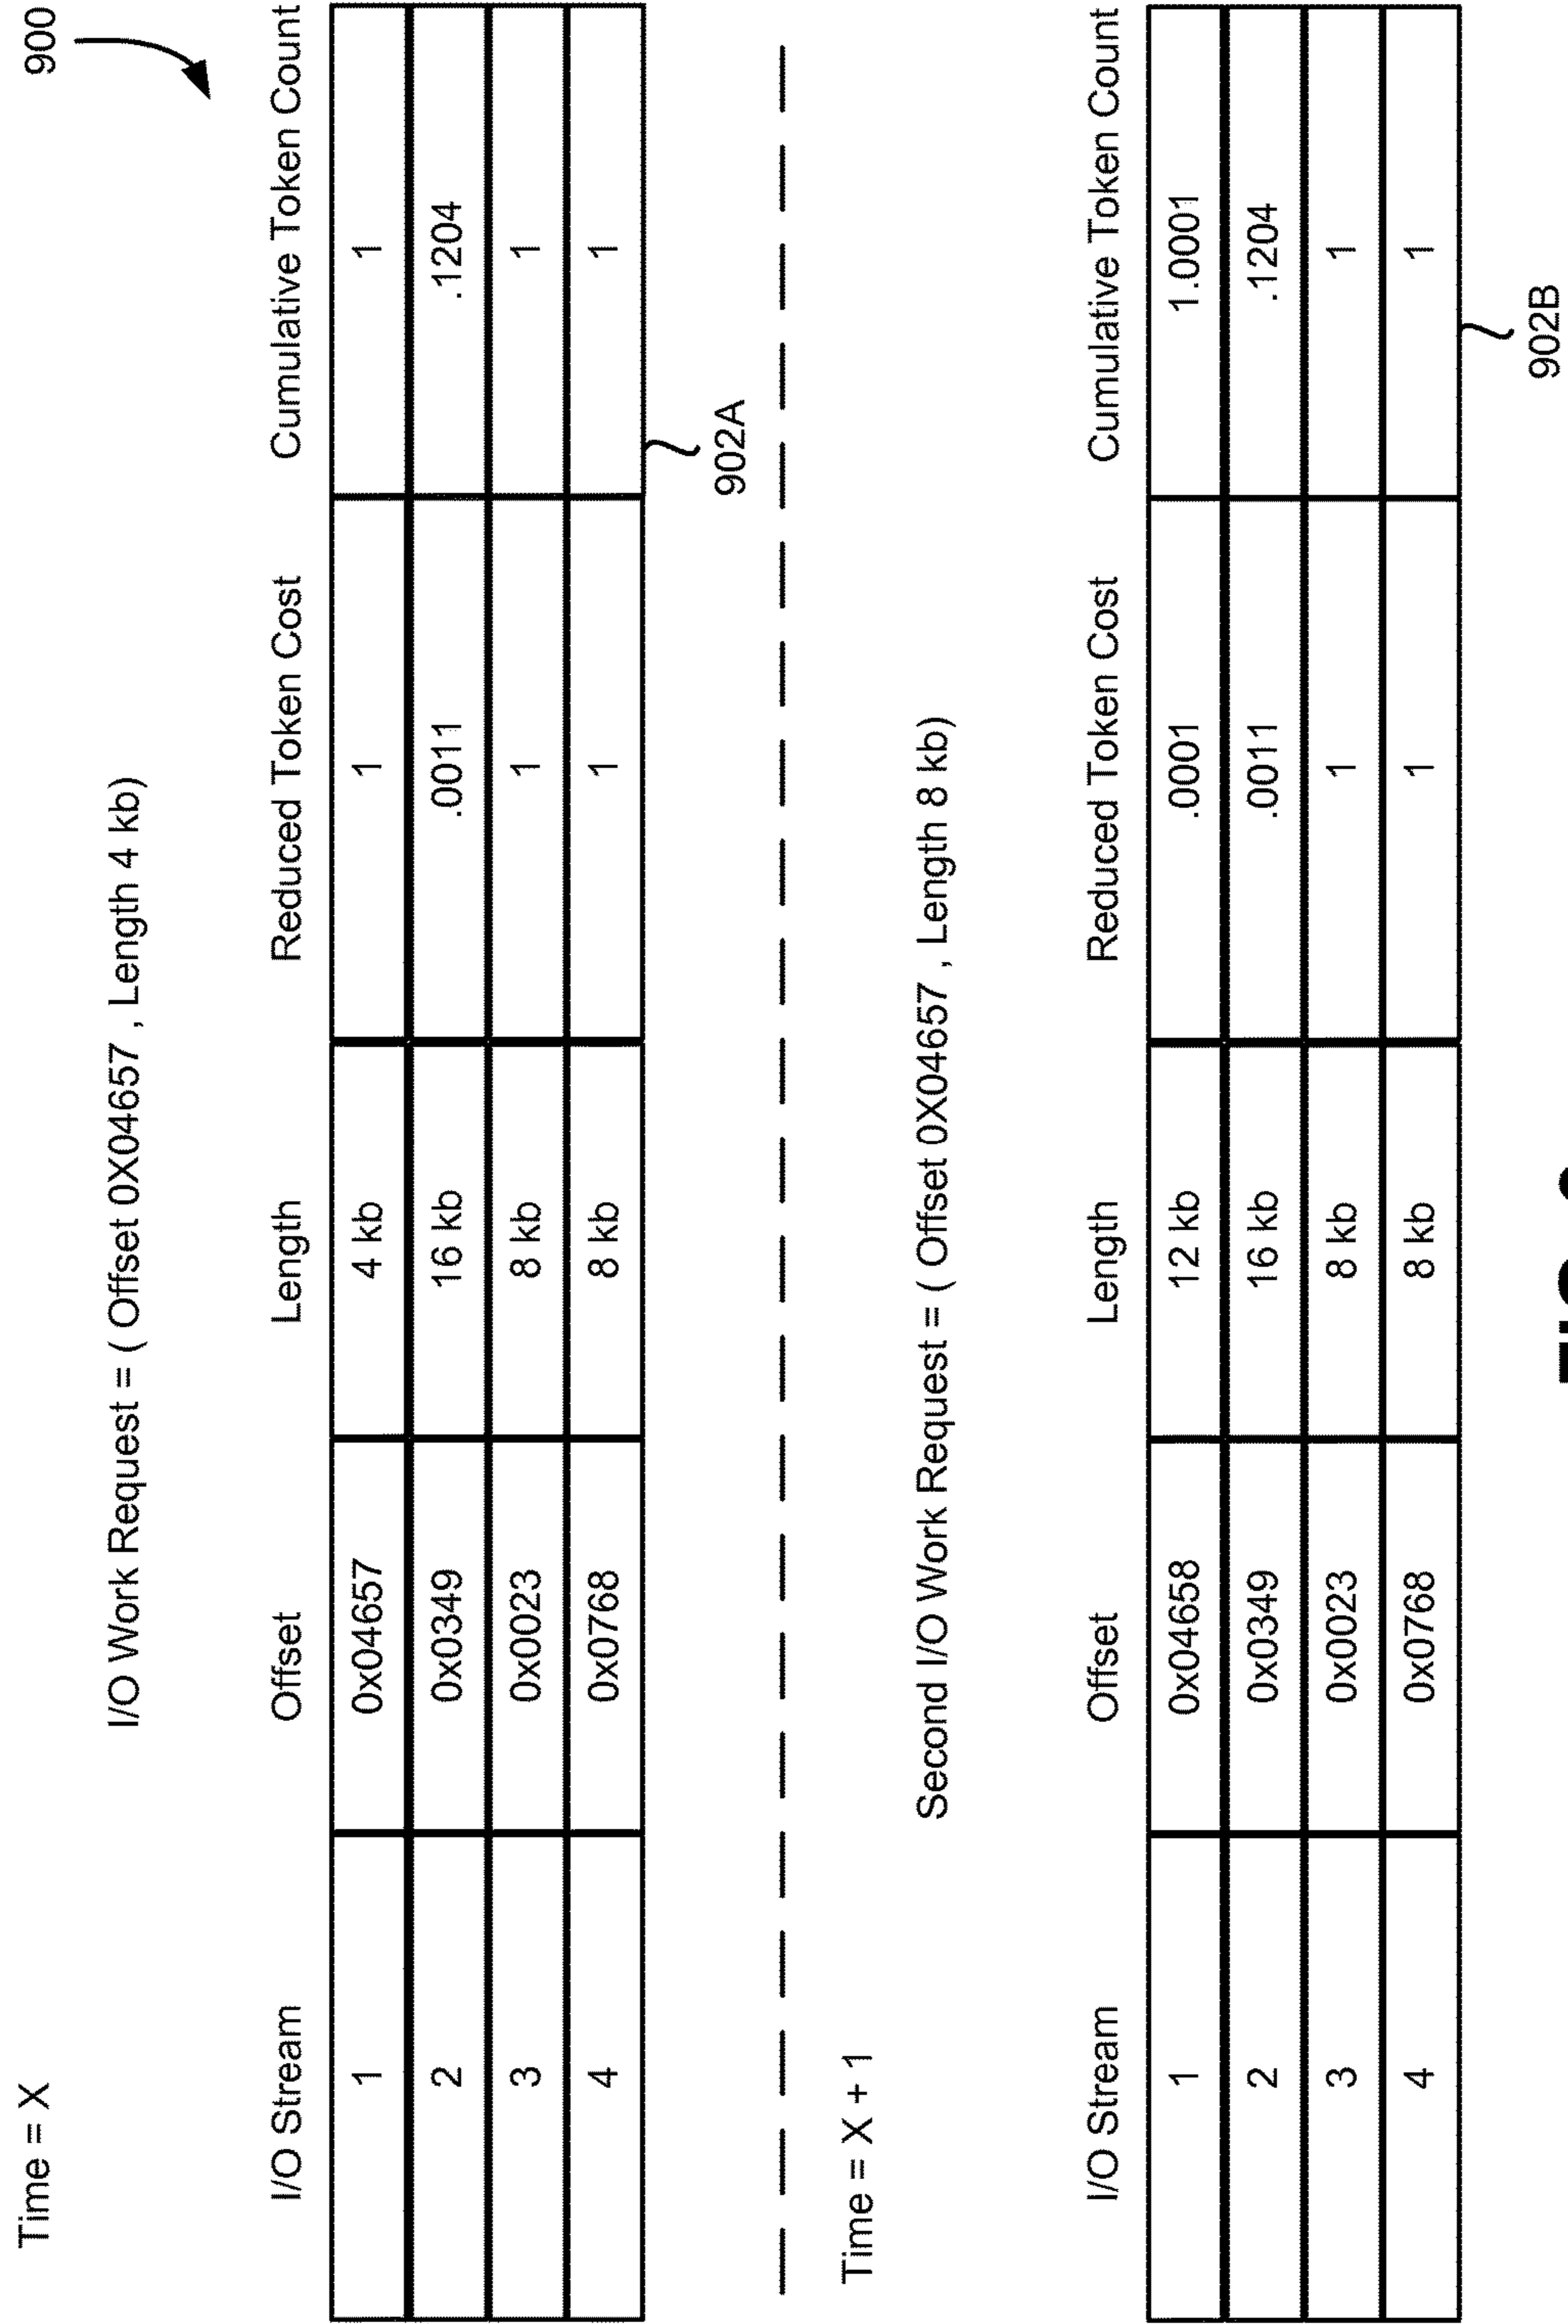 900
Time = X
I/O Work Request = ( Offset 0X04657 , Length 4 kb)
I/O Stream Offset Length Reduced Token Cost Cumulative Token Count
1 0x04657 4 kb 1 1
2 0x0349 16 kb .0011 .1204
3 0x0023 8 kb 1 1
4 0x0768 8 kb 1 1
902A
Time = X + 1
Second I/O Work Request = ( Offset 0X04657 , Length 8 kb)
I/O Stream Offset Length Reduced Token Cost Cumulative Token Count
1 0x04658 12 kb .0001 1.0001
2 0x0349 16 kb .0011 .1204
3 0x0023 8 kb 1 1
4 0x0768 8 kb 1 1
902B